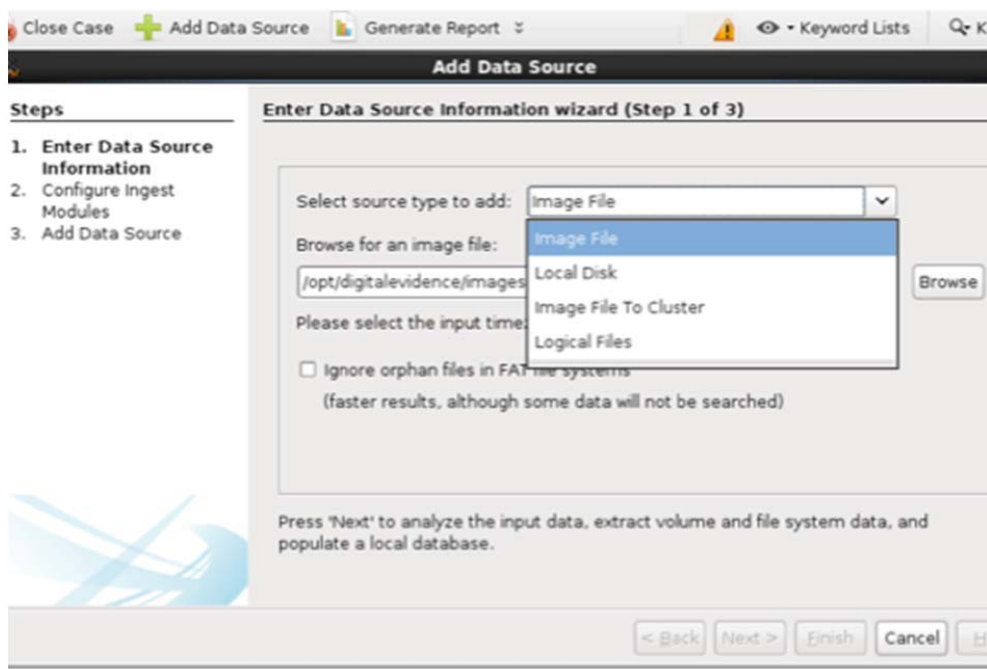 Close Case Add Data Source Generate Report Keyword Lists K
Add Data Source
Steps
1. Enter Data Source
Information
2. Configure Ingest
Modules
3. Add Data Source
Enter Data Source Information wizard (Step 1 of 3)
Select source type to add: Image File
Image File
Local Disk
Image File To Cluster
Logical Files
Browse for an image file:
/opt/digitalevidence/images
Browse
Please select the input time
Ignore orphan files in FAT file systems
(faster results, although some data will not be searched)
Press 'Next' to analyze the input data, extract volume and file system data, and
populate a local database.
< Back Next > Finish Cancel H